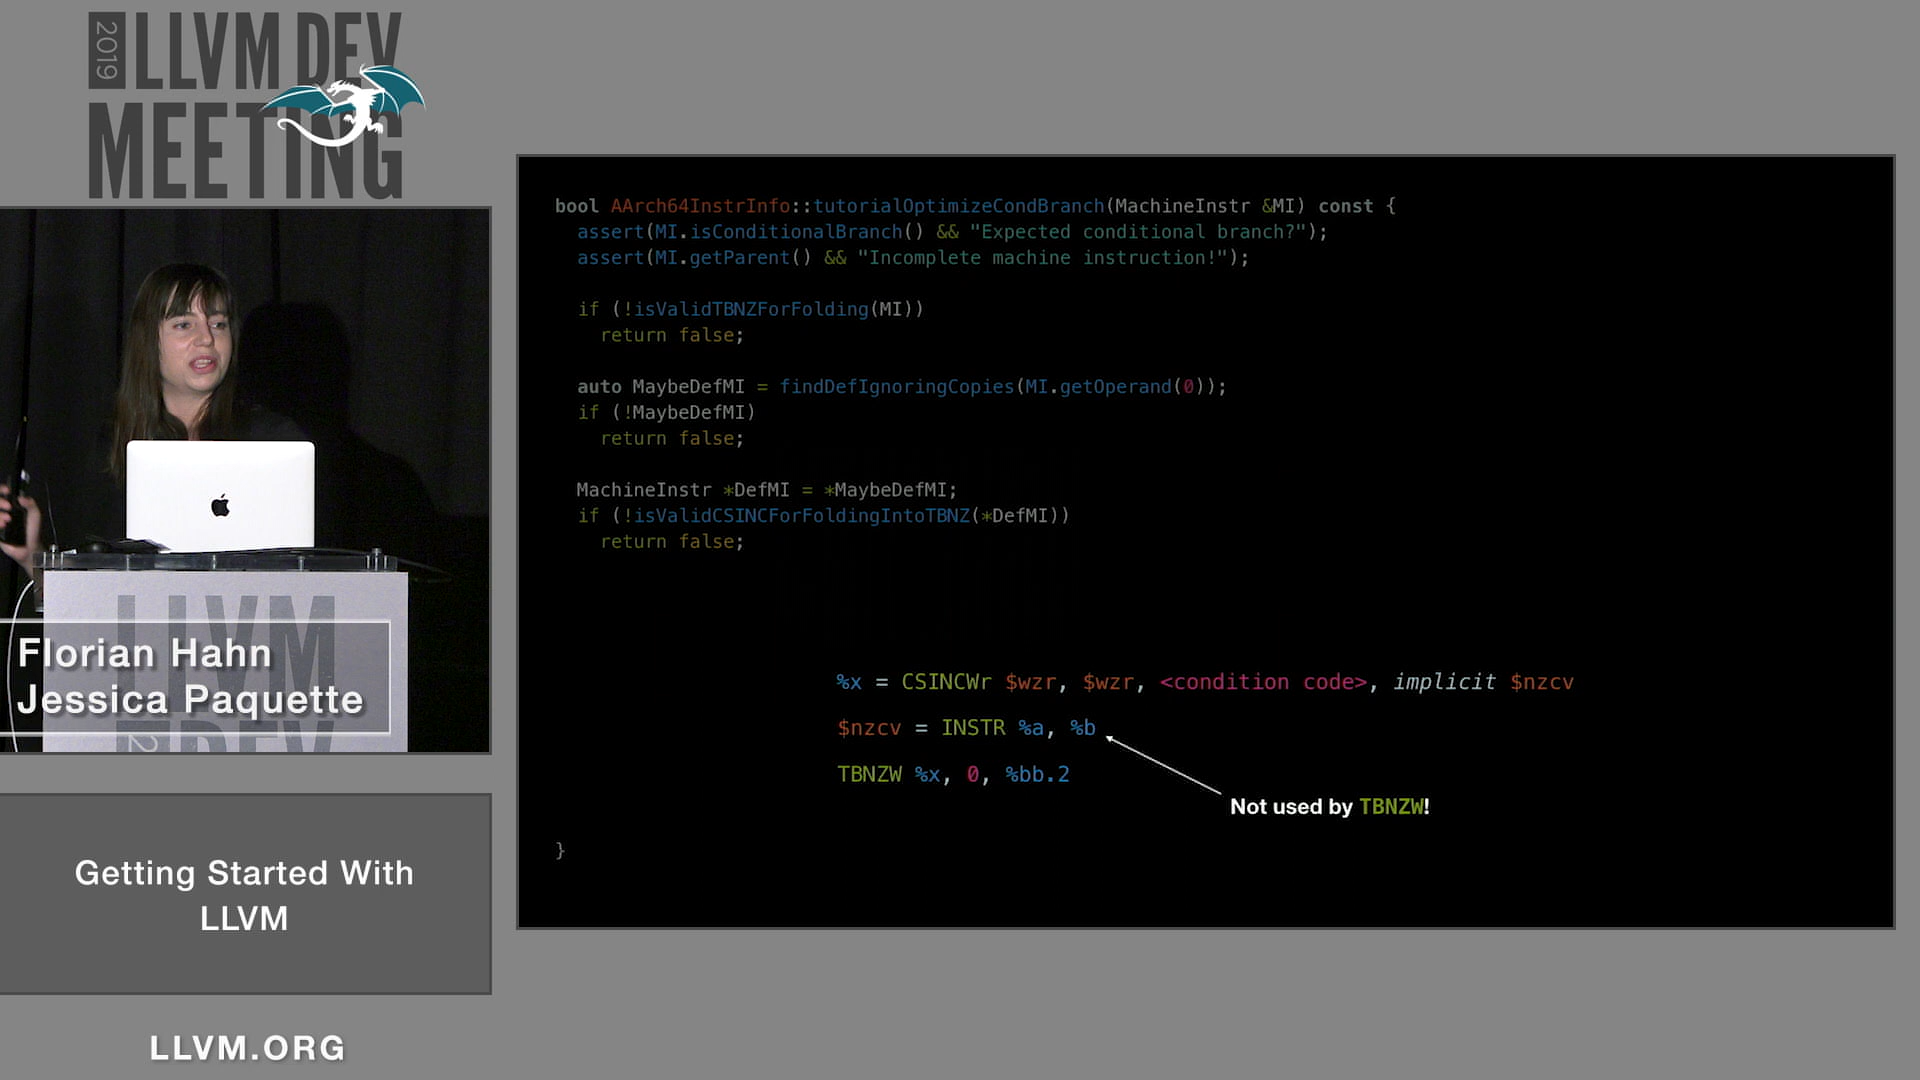 2019 LLVM DEV
MEETING
bool AArch64InstrInfo::tutorialOptimizeCondBranch(MachineInstr &MI) const {
assert(MI.isConditionalBranch() && "Expected conditional branch?");
assert(MI.getParent() && "Incomplete machine instruction!");
if (!isValidTBNZForFolding(MI))
return false;
auto MaybeDefMI = findDefIgnoringCopies(MI.getOperand(0));
if (!MaybeDefMI)
return false;
MachineInstr *DefMI = *MaybeDefMI;
if (!isValidCSINCForFoldingIntoTBNZ(*DefMI))
return false;
%x = CSINCWr $wzr, $wzr, <condition code>, implicit $nzcv
$nzcv = INSTR %a, %b
TBNZW %x, 0, %bb.2
Not used by TBNZW!
}
LLVM
Florian Hahn
Jessica Paquette
Getting Started With
LLVM
LLVM.ORG